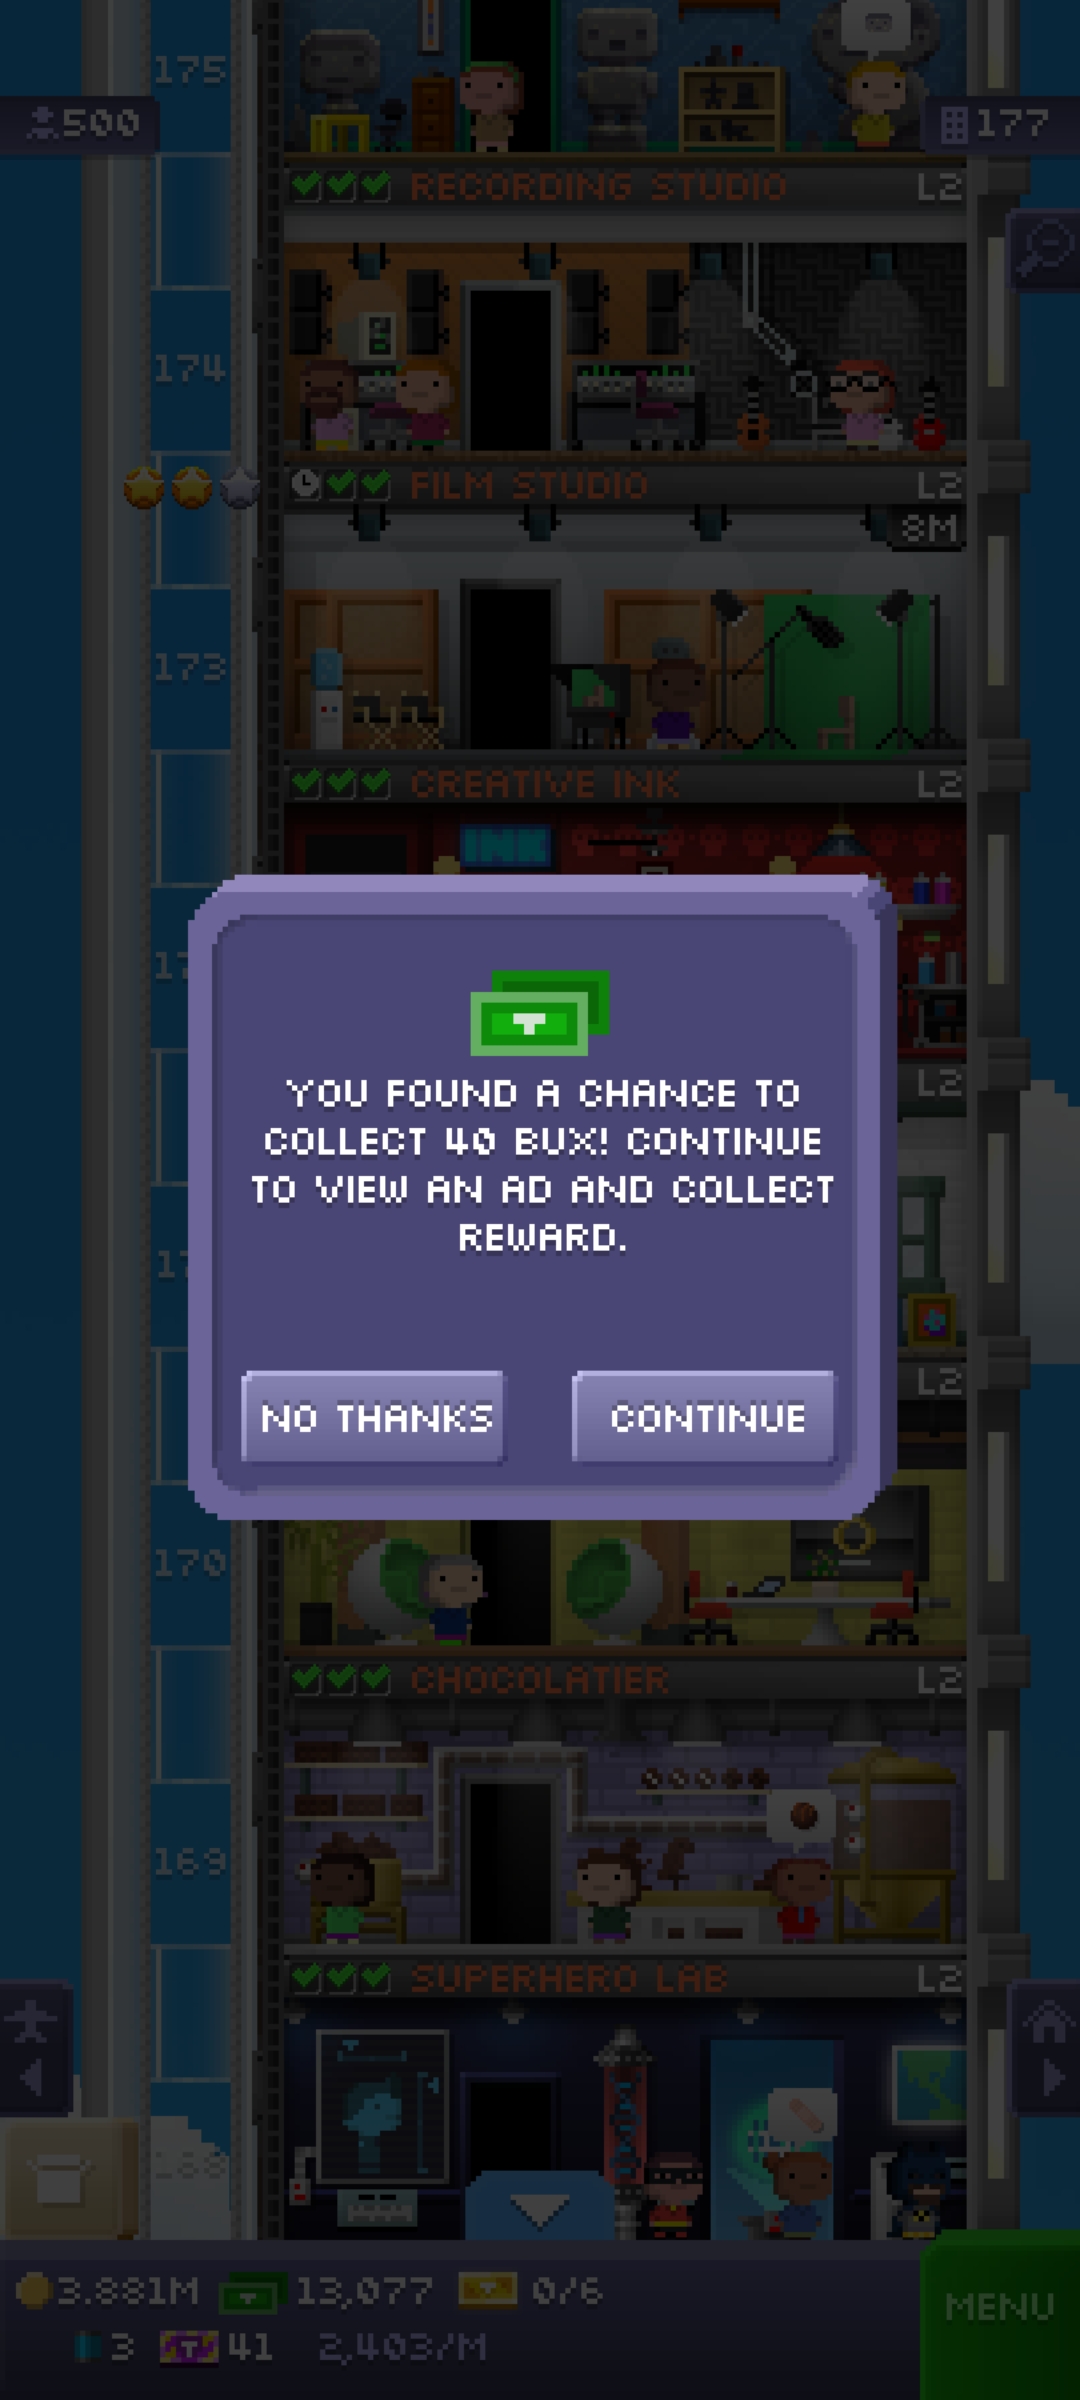 175
500
177
RECORDING STUDIO L2
174
FILM STUDIO L2
8M
173
CREATIVE INK L2
INK
L2
YOU FOUND A CHANCE TO
COLLECT 40 BUX! CONTINUE
TO VIEW AN AD AND COLLECT
REWARD.
L2
NO THANKS CONTINUE
170
CHOCOLATIER L2
169
SUPERHERO LAB L2
168
3.881M 13,077 0/6
MENU
3 41 2,403/M